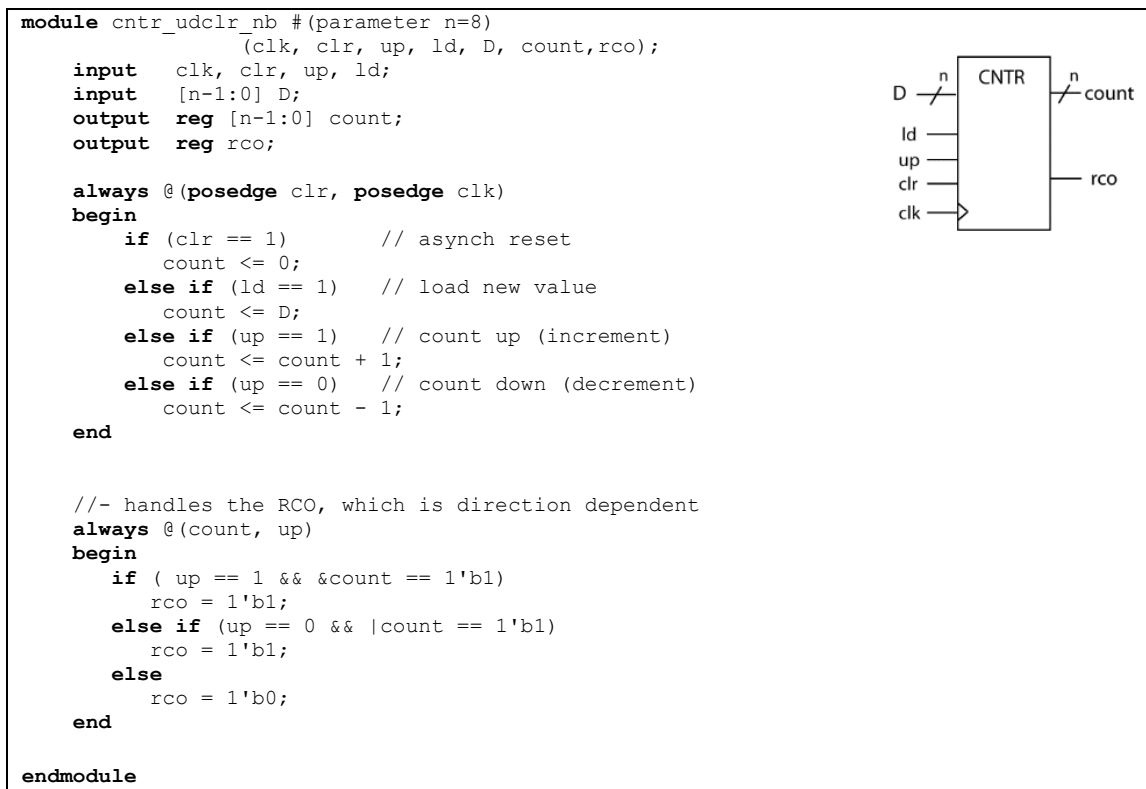 module cntr_udclr_nb #(parameter n=8)
(clk, clr, up, ld, D, count,rco);
input clk, clr, up, ld;
input [n-1:0] D;
output reg [n-1:0] count;
output reg rco;
always @(posedge clr, posedge clk)
begin
if (clr == 1) // asynch reset
count <= 0;
else if (ld == 1) // load new value
count <= D;
else if (up == 1) // count up (increment)
count <= count + 1;
else if (up == 0) // count down (decrement)
count <= count - 1;
end
//- handles the RCO, which is direction dependent
always @(count, up)
begin
if ( up == 1 && &count == 1'b1)
rco = 1'b1;
else if (up == 0 && |count == 1'b1)
rco = 1'b1;
else
rco = 1'b0;
end
endmodule
n CNTR n
D count
ld
up
clr rco
clk